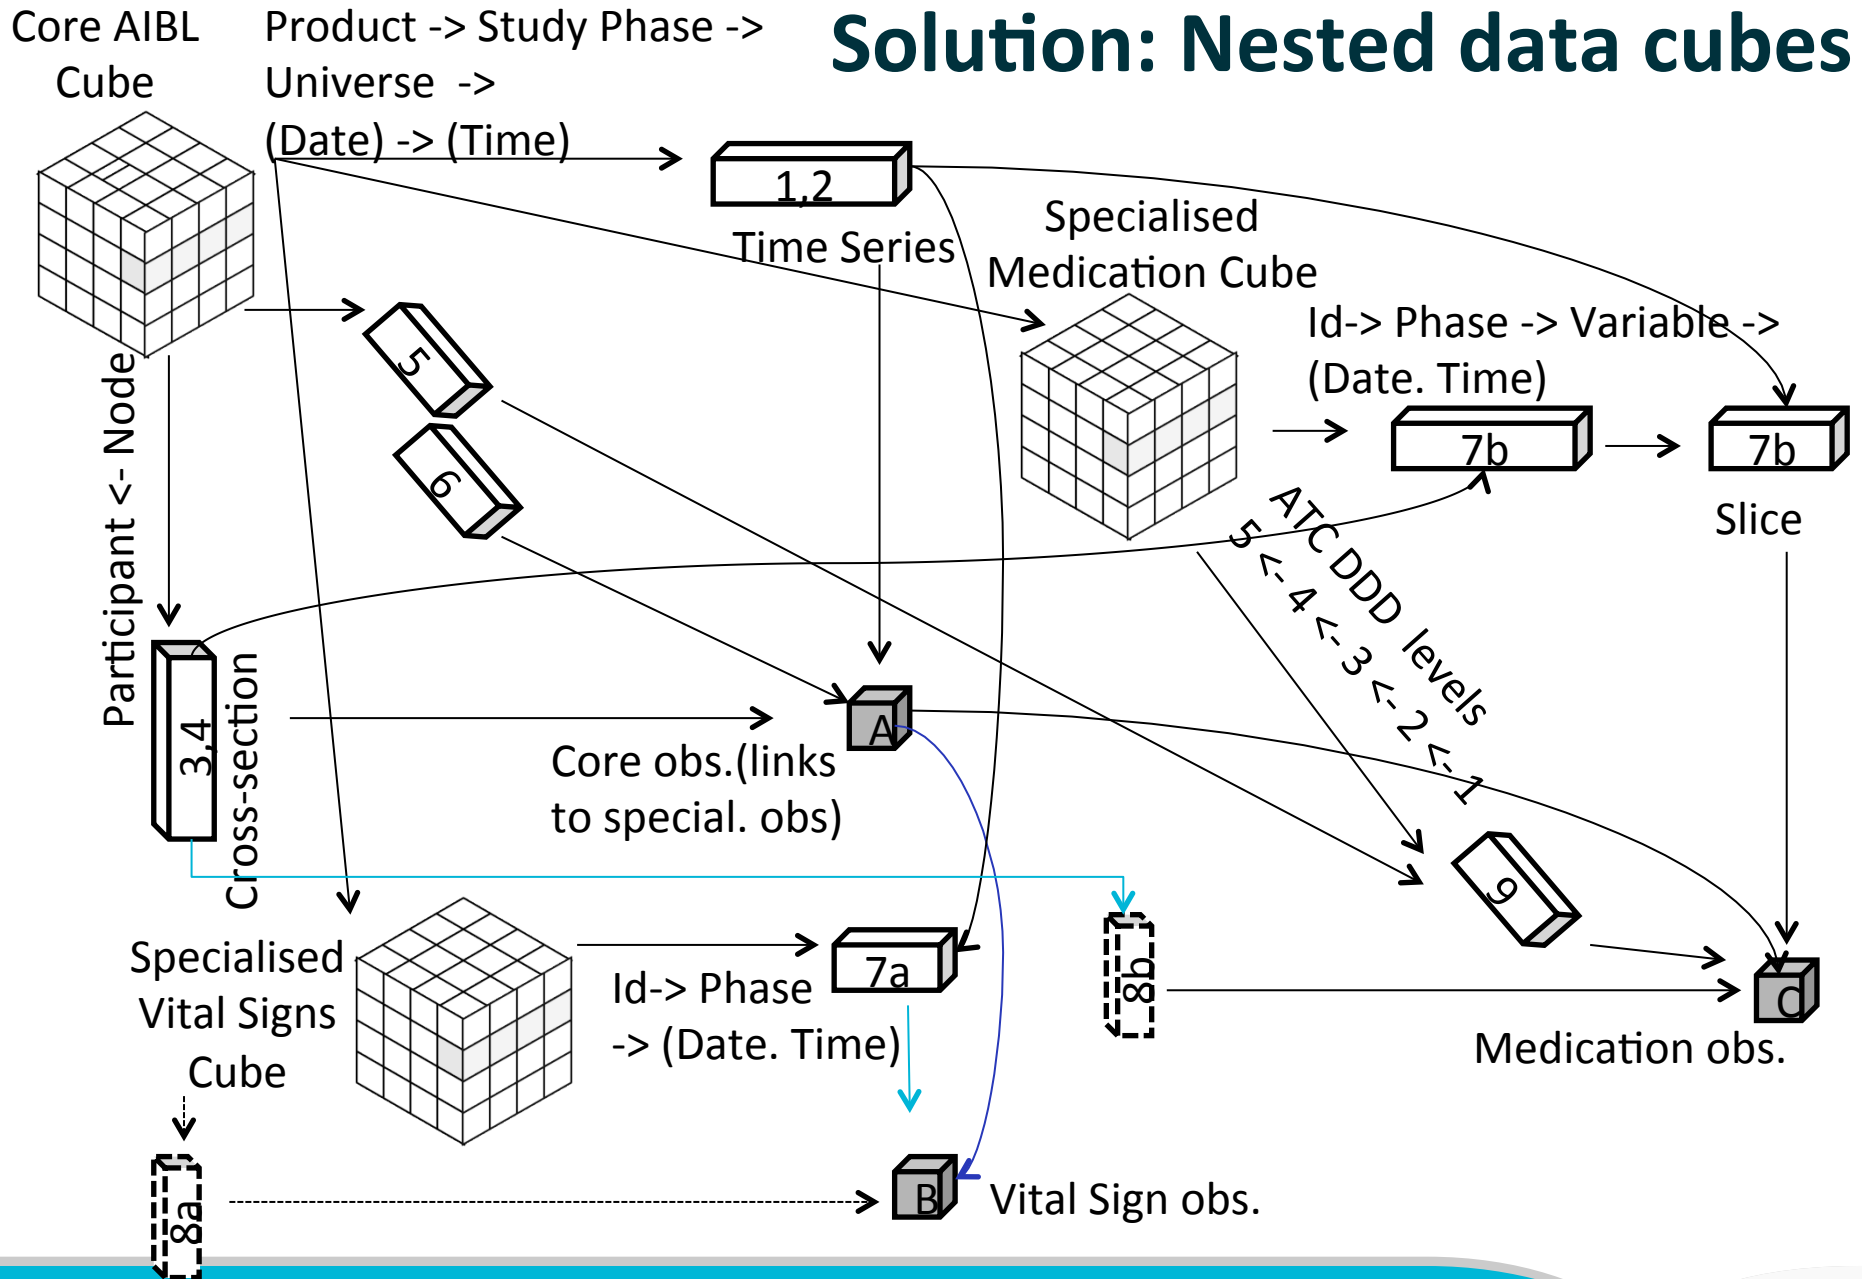 Solution: Nested data cubes
Core AIBL
Cube
Product -> Study Phase ->
Universe ->
(Date) -> (Time)
1,2
Time Series
Specialised
Medication Cube
Id-> Phase -> Variable ->
(Date. Time)
7b
7b
Slice
5
6
Participant <- Node
ATC DDD levels
5 <- 4 <- 3 <- 2 <- 1
3,4
Cross-section
A
Core obs.(links
to special. obs)
9
Specialised
Vital Signs
Cube
Id-> Phase
-> (Date. Time)
7a
8b
C
Medication obs.
8a
B
Vital Sign obs.